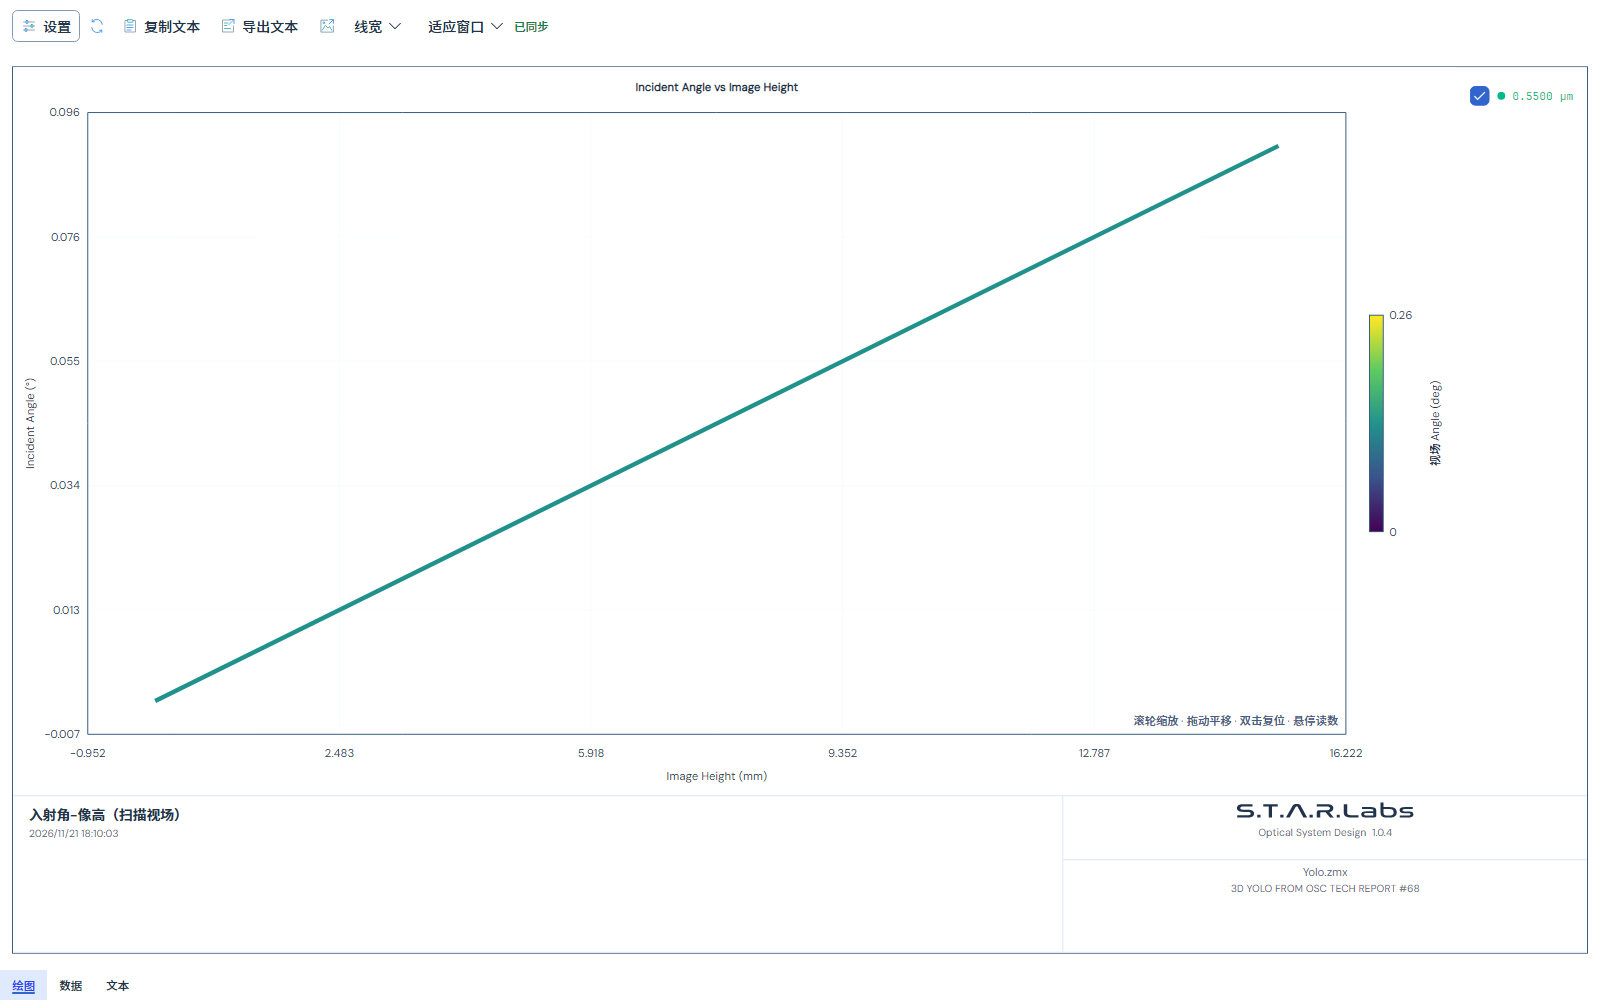 设置
复制文本
导出文本
线宽
适应窗口
已同步
Incident Angle vs Image Height
0.5500 μm
0.096
0.076
0.055
0.034
0.013
-0.007
Incident Angle (°)
-0.952
2.483
5.918
9.352
12.787
16.222
Image Height (mm)
滚轮缩放 · 拖动平移 · 双击复位 · 悬停读数
0.26
0
视场 Angle (deg)
入射角-像高（扫描视场）
2026/11/21 18:10:03
S.T.A.R.Labs
Optical System Design 1.0.4
Yolo.zmx
3D YOLO FROM OSC TECH REPORT #68
绘图
数据
文本